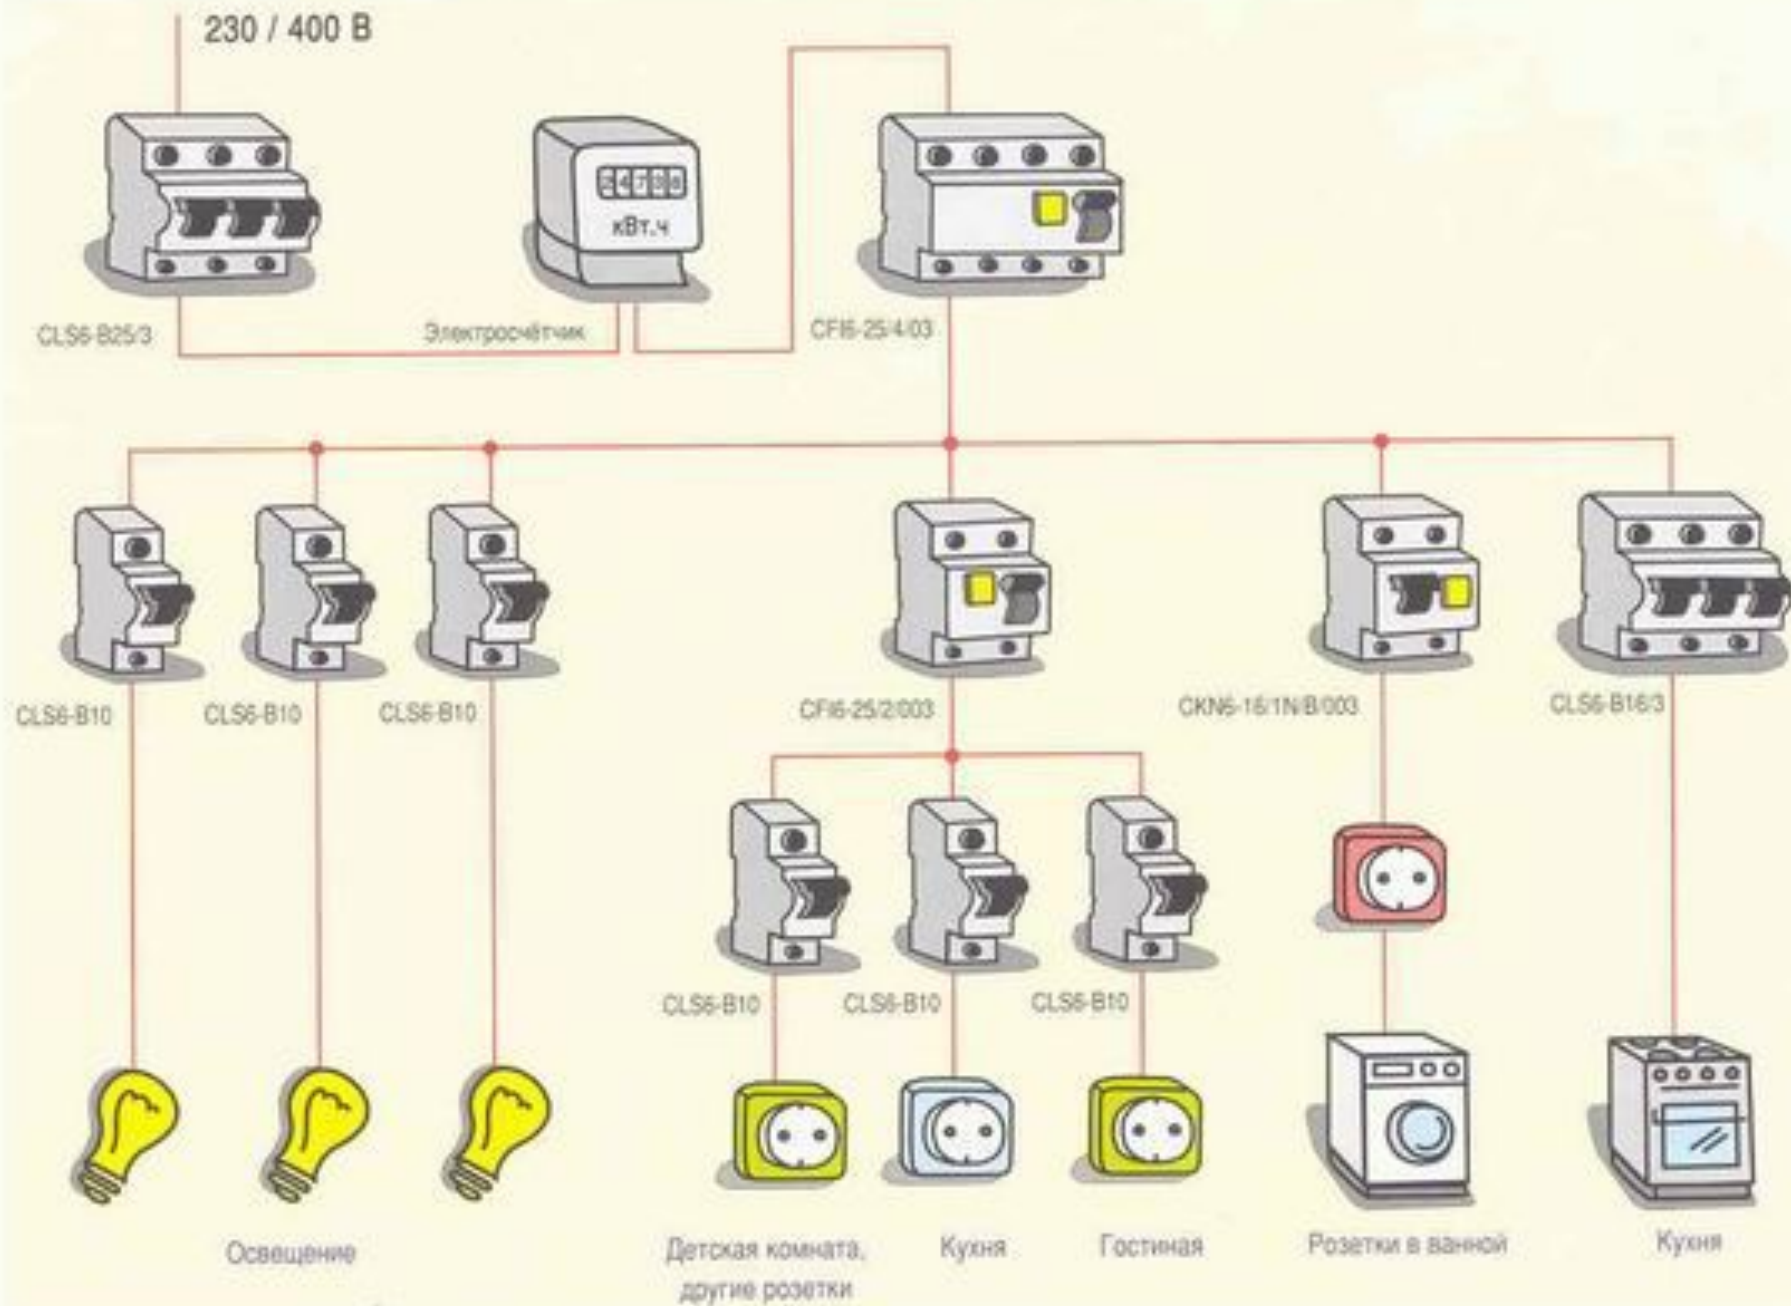 230 / 400 В
24738
кВт.ч
CLS6-B25/3
Электросчётчик
CFI6-25/4/03
CLS6-B10
CLS6-B10
CLS6-B10
CFI6-25/2/003
CKN6-16/1N/B/003
CLS6-B16/3
CLS6-B10
CLS6-B10
CLS6-B10
Освещение
Детская комната,
другие розетки
Кухня
Гостиная
Розетки в ванной
Кухня